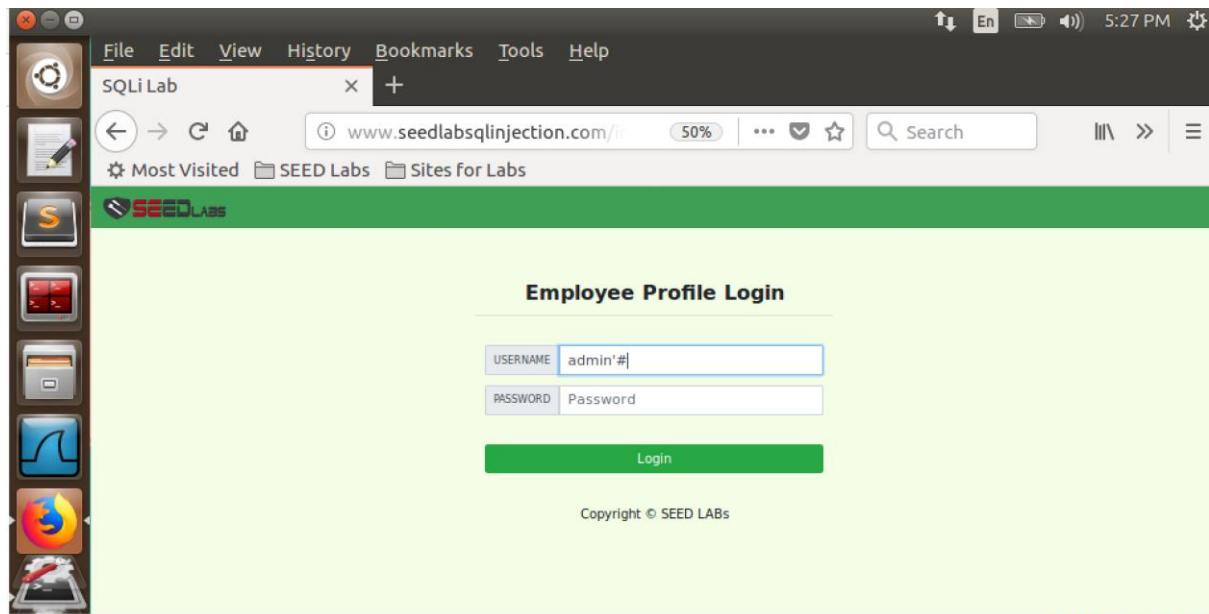 En 5:27 PM
File Edit View History Bookmarks Tools Help
SQLi Lab
www.seedlabsqlinjection.com/i 50% Search
Most Visited SEED Labs Sites for Labs
SEEDLABS
Employee Profile Login
USERNAME admin'#
PASSWORD Password
Login
Copyright © SEED LABs